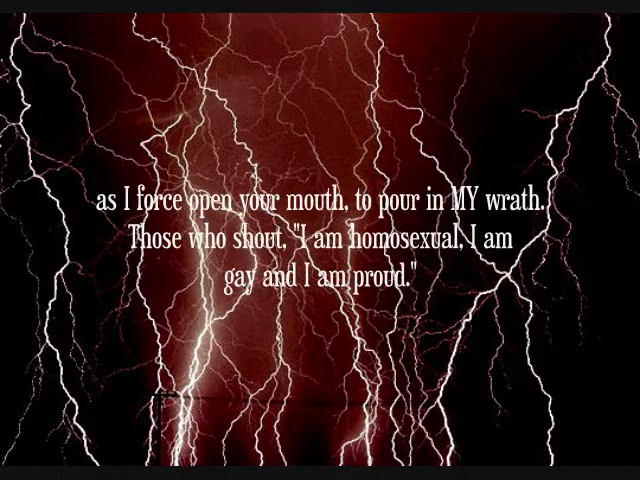 as I force open your mouth, to pour in MY wrath.
Those who shout, "I am homosexual, I am
gay and I am proud."